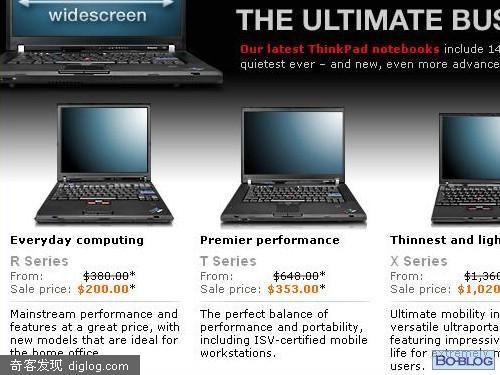 widescreen
THE ULTIMATE BUS
Our latest ThinkPad notebooks include 14
quietest ever – and new, even more advance
Everyday computing
R Series
From: $380.00*
Sale price: $200.00*
Mainstream performance and
features at a great price, with
new models that are ideal for
the home office.
Premier performance
T Series
From: $648.00*
Sale price: $353.00*
The perfect balance of
performance and portability,
including ISV-certified mobile
workstations.
Thinnest and ligh
X Series
From: $1,360
Sale price: $1,020
Ultimate mobility in
versatile ultraporta
featuring impressiv
life for extremely m
users.
奇客发现 diglog.com
BO-BLOG